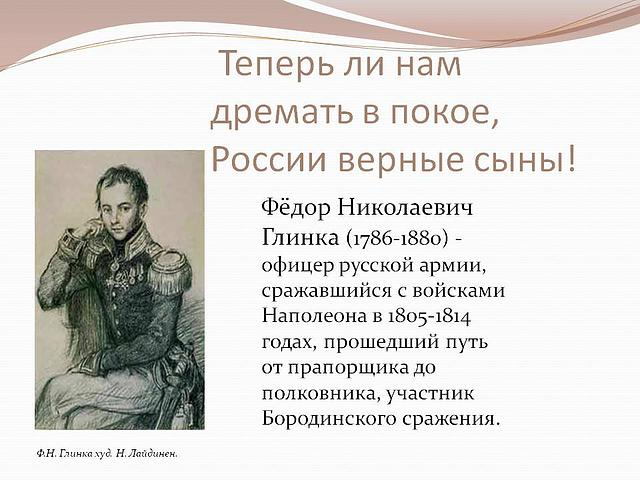 Теперь ли нам
дремать в покое,
России верные сыны!
Фёдор Николаевич
Глинка (1786-1880) -
офицер русской армии,
сражавшийся с войсками
Наполеона в 1805-1814
годах, прошедший путь
от прапорщика до
полковника, участник
Бородинского сражения.
Ф.Н. Глинка худ. Н. Лайдинен.